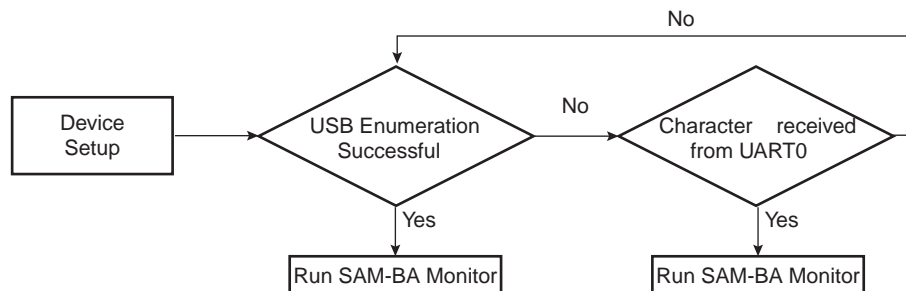 No
Device
Setup
USB Enumeration
Successful
No
Character received
from UART0
Yes
Yes
Run SAM-BA Monitor
Run SAM-BA Monitor